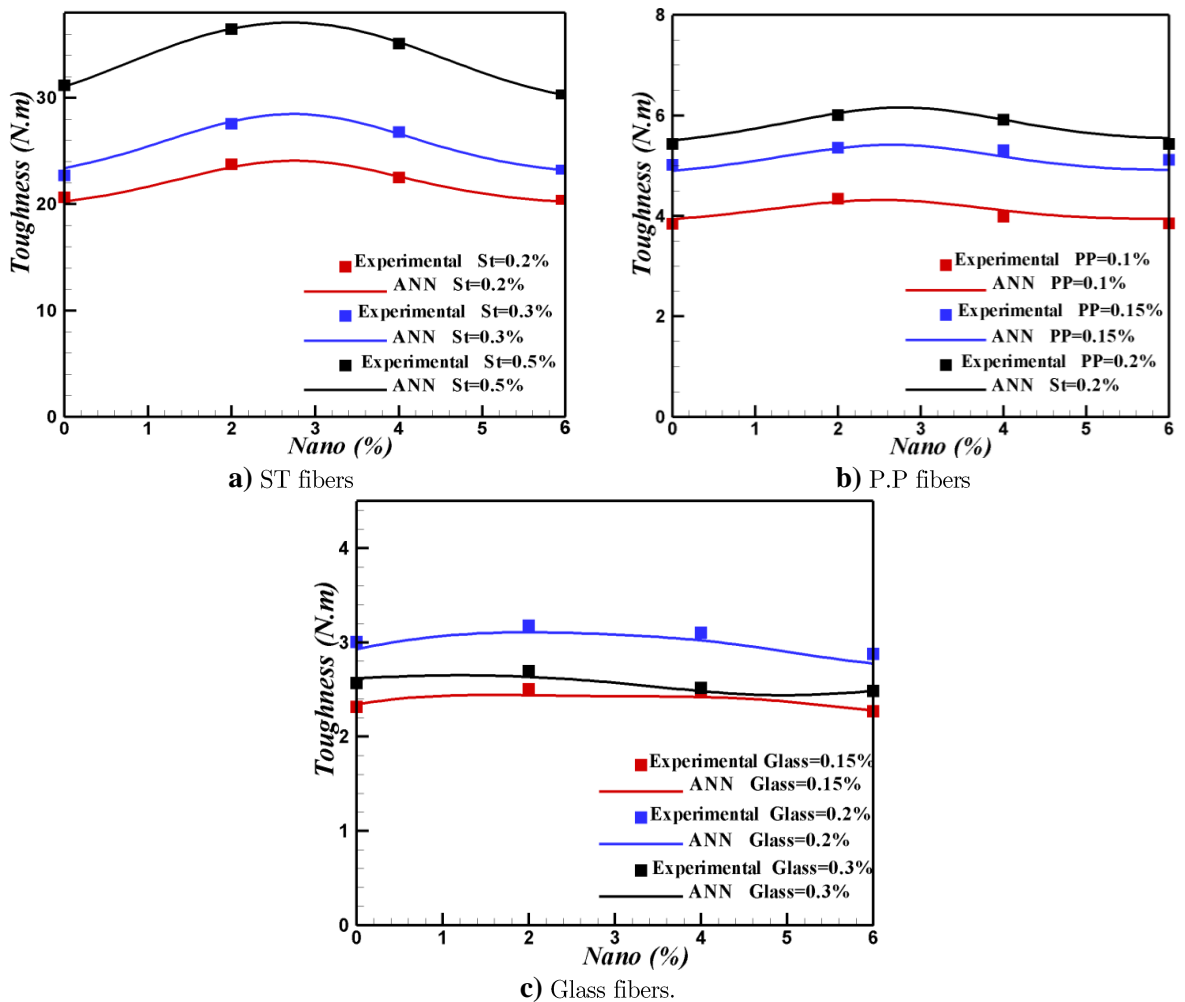 Toughness (N.m)
30
20
10
0
Experimental St=0.2%
ANN St=0.2%
Experimental St=0.3%
ANN St=0.3%
Experimental St=0.5%
ANN St=0.5%
0 1 2 3 4 5 6
Nano (%)
a) ST fibers
Toughness (N.m)
8
6
4
2
0
Experimental PP=0.1%
ANN PP=0.1%
Experimental PP=0.15%
ANN PP=0.15%
Experimental PP=0.2%
ANN St=0.2%
0 1 2 3 4 5 6
Nano (%)
b) P.P fibers
Toughness (N.m)
4
3
2
1
0
Experimental Glass=0.15%
ANN Glass=0.15%
Experimental Glass=0.2%
ANN Glass=0.2%
Experimental Glass=0.3%
ANN Glass=0.3%
0 1 2 3 4 5 6
Nano (%)
c) Glass fibers.